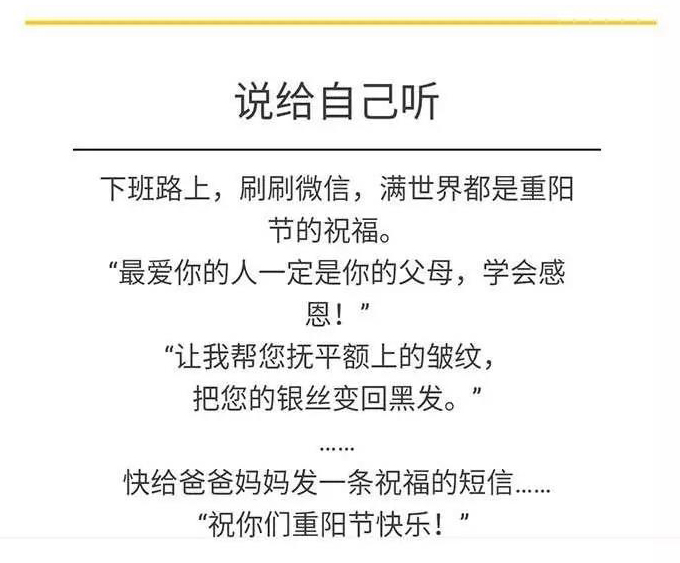 说给自己听
下班路上，刷刷微信，满世界都是重阳
节的祝福。
“最爱你的人一定是你的父母，学会感
恩！”
“让我帮您抚平额上的皱纹，
把您的银丝变回黑发。”
……
快给爸爸妈妈发一条祝福的短信……
“祝你们重阳节快乐！”